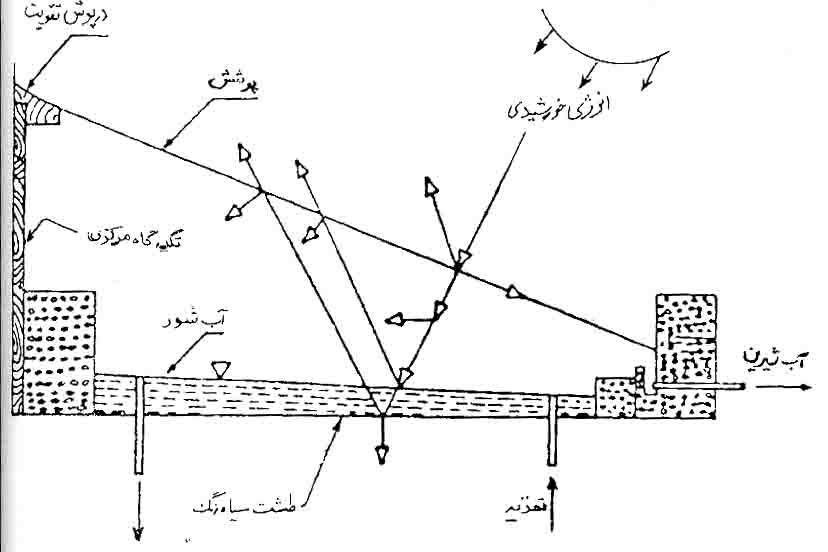 درپوش تقویت
پوشش
انرژی خورشیدی
تکیه گاه مرکزی
آب شور
آب شیرین
طشت سیاه رنگ
تغذیه